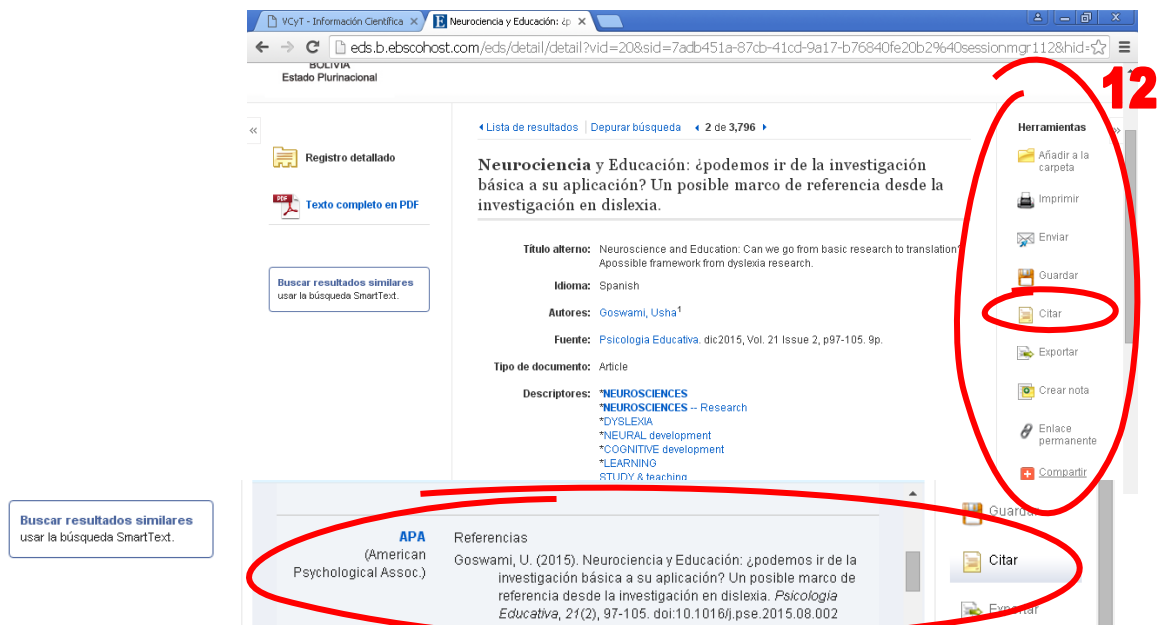 VCyT - Información Científica
Neurociencia y Educación: ¿p
eds.b.ebscohost.com/eds/detail/detail?vid=20&sid=7adb451a-87cb-41cd-9a17-b76840fe20b2%40sessionmgr112&hid=
BOLIVIA
Estado Plurinacional
12
«
Lista de resultados | Depurar búsqueda 2 de 3,796
Herramientas
»
Registro detallado
Texto completo en PDF
Buscar resultados similares
usar la búsqueda SmartText.
Neurociencia y Educación: ¿podemos ir de la investigación
básica a su aplicación? Un posible marco de referencia desde la
investigación en dislexia.
Título alterno: Neuroscience and Education: Can we go from basic research to translation?
Apossible framework from dyslexia research.
Idioma: Spanish
Autores: Goswami, Usha1
Fuente: Psicologia Educativa. dic2015, Vol. 21 Issue 2, p97-105. 9p.
Tipo de documento: Article
Descriptores: *NEUROSCIENCES
*NEUROSCIENCES -- Research
*DYSLEXIA
*NEURAL development
*COGNITIVE development
*LEARNING
STUDY & teaching
Añadir a la
carpeta
Imprimir
Enviar
Guardar
Citar
Exportar
Crear nota
Enlace
permanente
Compartir
Buscar resultados similares
usar la búsqueda SmartText.
APA
(American
Psychological Assoc.)
Referencias
Goswami, U. (2015). Neurociencia y Educación: ¿podemos ir de la
investigación básica a su aplicación? Un posible marco de
referencia desde la investigación en dislexia. Psicologia
Educativa, 21(2), 97-105. doi:10.1016/j.pse.2015.08.002
Guardar
Citar
Exportar